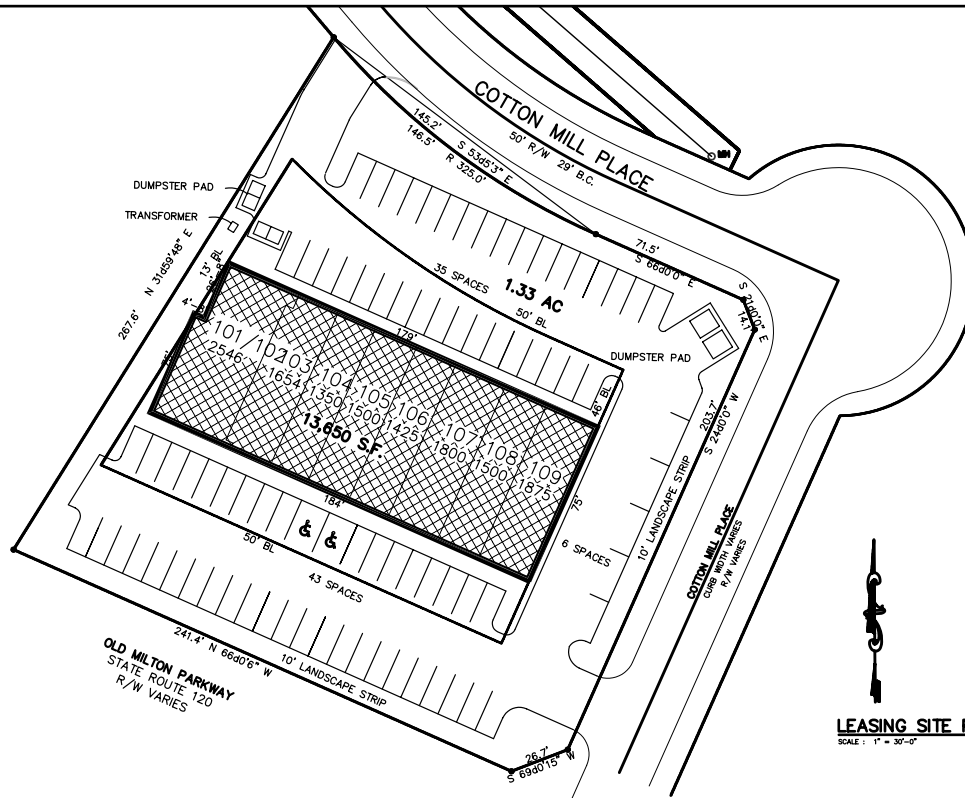 COTTON MILL PLACE
50' R/W 29' B.C.
MH
145.2'
S 53d5'3" E
146.5'
R 325.0'
DUMPSTER PAD
TRANSFORMER
71.5'
S 66d0'0" E
S 21d0'0" E
14.1'
N 31d59'48" E
267.6'
13' BL
4'
35 SPACES
1.33 AC
50' BL
DUMPSTER PAD
179'
46' BL
101/102 103 104 105 106 107 108 109
2546 1654 1350 1500 1425 1800 1500 1875
13,650 S.F.
203.7'
S 24d0'0" W
10' LANDSCAPE STRIP
184'
75'
50' BL
6 SPACES
43 SPACES
COTTON MILL PLACE
CURB WIDTH VARIES
R/W VARIES
241.4' N 66d0'6" W
10' LANDSCAPE STRIP
OLD MILTON PARKWAY
STATE ROUTE 120
R/W VARIES
26.7'
S 69d0'15" W
LEASING SITE
SCALE : 1" = 30'-0"